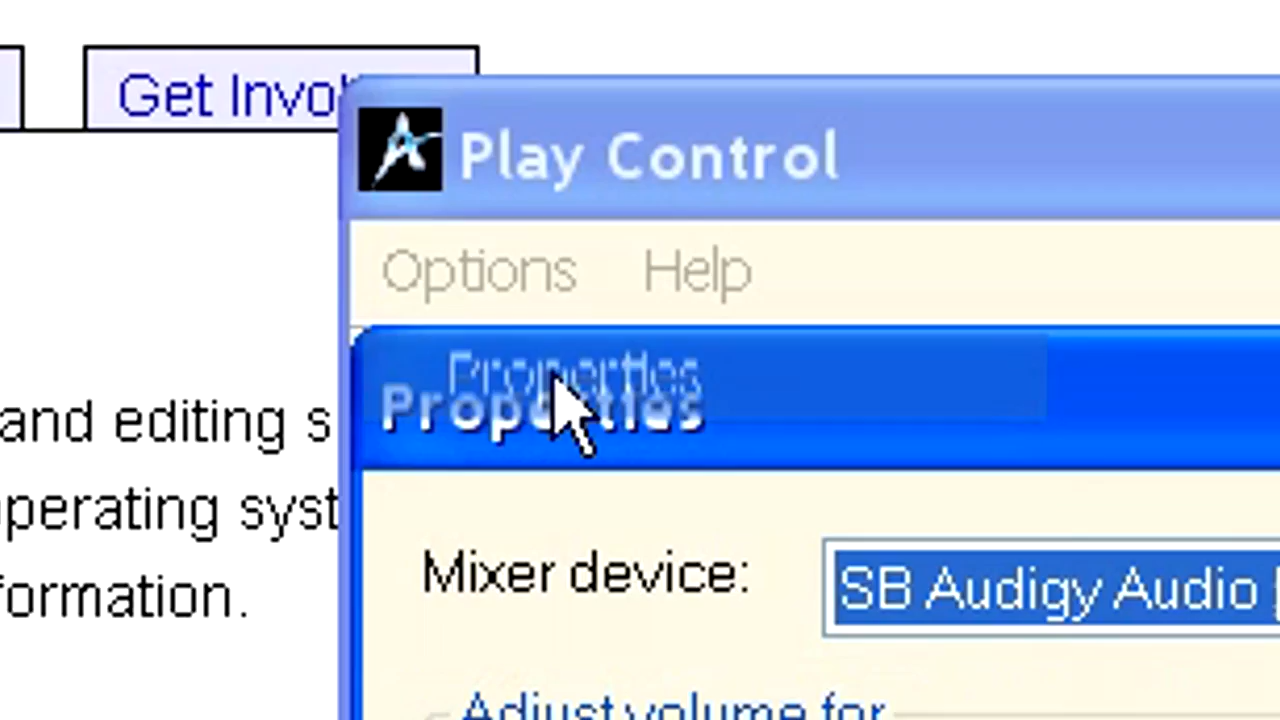 Get Invol
Play Control
Options Help
Properties
Properties
and editing s
perating syst
formation.
Mixer device:
SB Audigy Audio
Adjust volume for